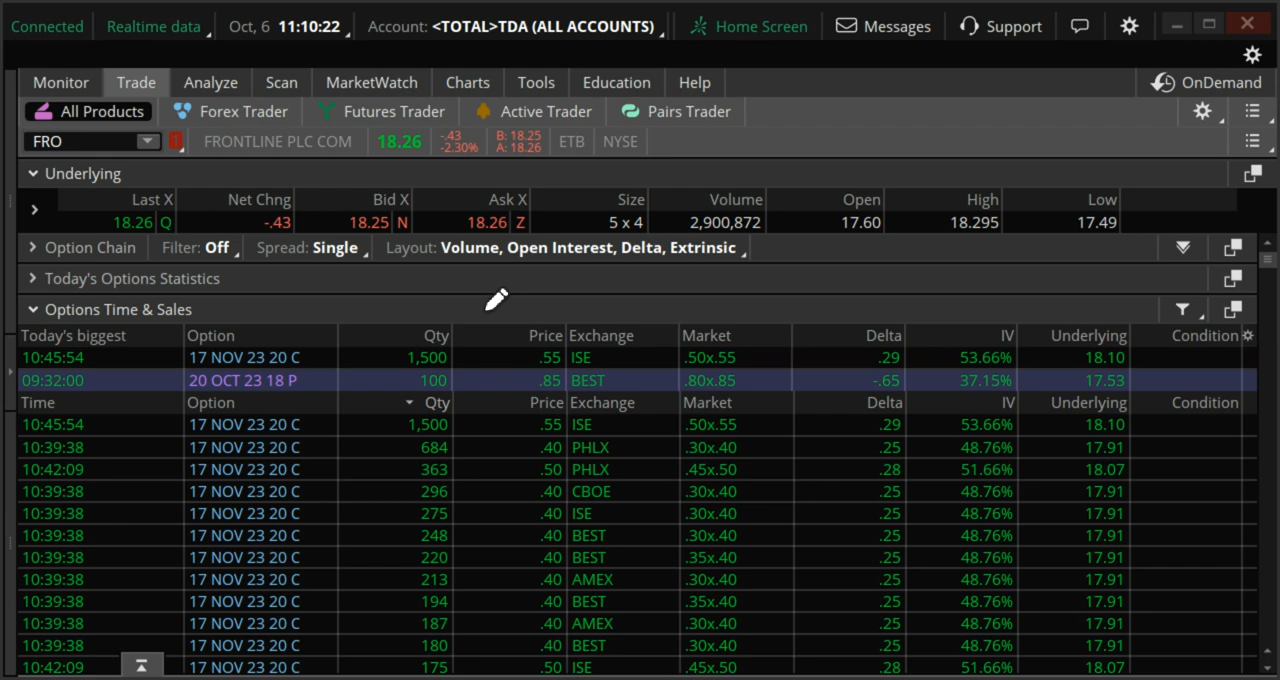 Connected Realtime data Oct, 6 11:10:22 Account: <TOTAL>TDA (ALL ACCOUNTS) Home Screen Messages Support
Monitor Trade Analyze Scan MarketWatch Charts Tools Education Help OnDemand
All Products Forex Trader Futures Trader Active Trader Pairs Trader
FRO FRONTLINE PLC COM 18.26 -.43 -2.30% B: 18.25 A: 18.26 ETB NYSE
Underlying
Last X Net Chng Bid X Ask X Size Volume Open High Low
18.26 Q -.43 18.25 N 18.26 Z 5 x 4 2,900,872 17.60 18.295 17.49
Option Chain Filter: Off Spread: Single Layout: Volume, Open Interest, Delta, Extrinsic
Today's Options Statistics
Options Time & Sales
Today's biggest Option Qty Price Exchange Market Delta IV Underlying Condition
10:45:54 17 NOV 23 20 C 1,500 .55 ISE .50x.55 .29 53.66% 18.10
09:32:00 20 OCT 23 18 P 100 .85 BEST .80x.85 -.65 37.15% 17.53
Time Option Qty Price Exchange Market Delta IV Underlying Condition
10:45:54 17 NOV 23 20 C 1,500 .55 ISE .50x.55 .29 53.66% 18.10
10:39:38 17 NOV 23 20 C 684 .40 PHLX .30x.40 .25 48.76% 17.91
10:42:09 17 NOV 23 20 C 363 .50 PHLX .45x.50 .28 51.66% 18.07
10:39:38 17 NOV 23 20 C 296 .40 CBOE .30x.40 .25 48.76% 17.91
10:39:38 17 NOV 23 20 C 275 .40 ISE .30x.40 .25 48.76% 17.91
10:39:38 17 NOV 23 20 C 248 .40 BEST .30x.40 .25 48.76% 17.91
10:39:38 17 NOV 23 20 C 220 .40 BEST .35x.40 .25 48.76% 17.91
10:39:38 17 NOV 23 20 C 213 .40 AMEX .30x.40 .25 48.76% 17.91
10:39:38 17 NOV 23 20 C 194 .40 BEST .35x.40 .25 48.76% 17.91
10:39:38 17 NOV 23 20 C 187 .40 AMEX .30x.40 .25 48.76% 17.91
10:39:38 17 NOV 23 20 C 180 .40 BEST .30x.40 .25 48.76% 17.91
10:42:09 17 NOV 23 20 C 175 .50 ISE .45x.50 .28 51.66% 18.07